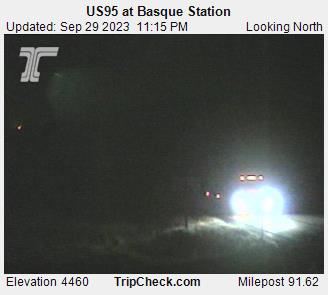 US95 at Basque Station
Updated: Sep 29 2023 11:15 PM Looking North
Elevation 4460 TripCheck.com Milepost 91.62